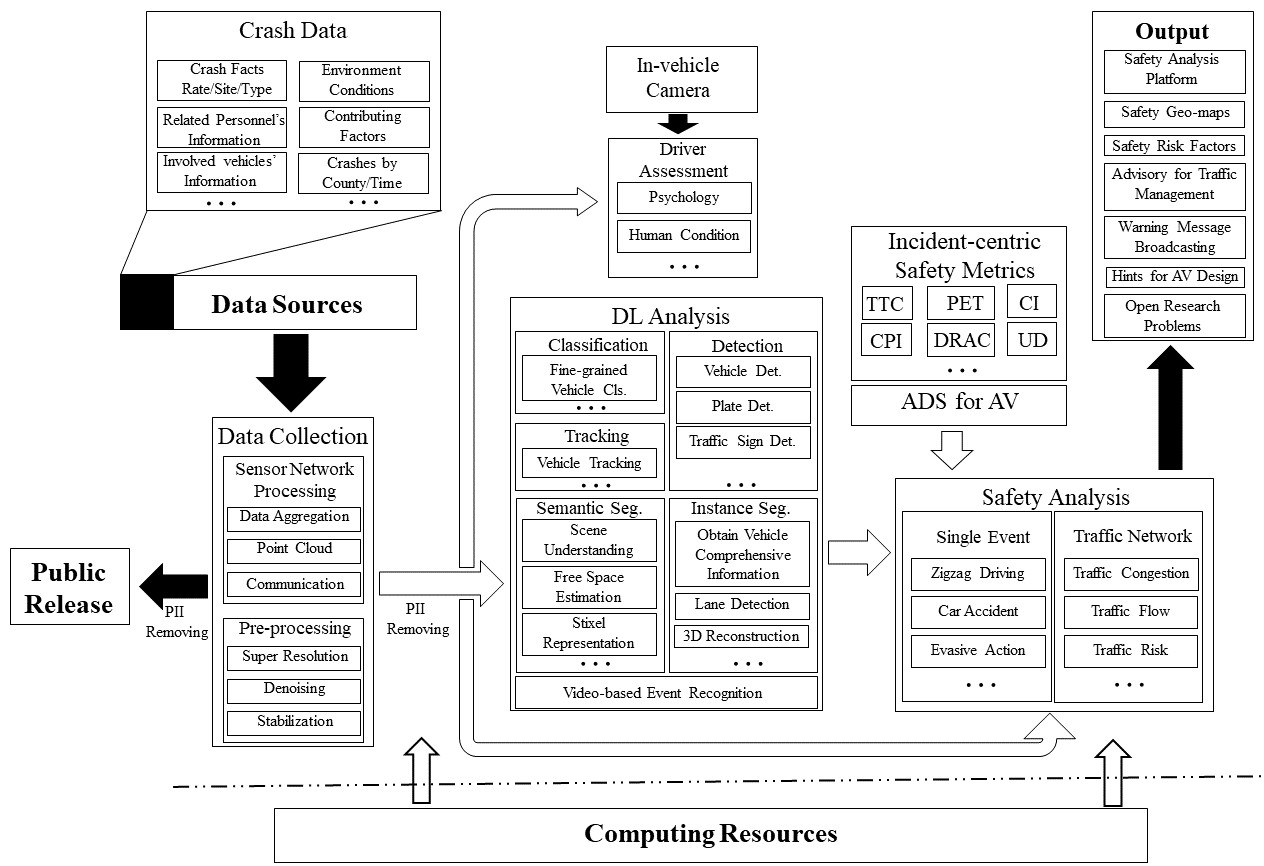 Crash Data
Crash Facts
Rate/Site/Type
Environment
Conditions
Related Personnel's
Information
Contributing
Factors
Involved vehicles'
Information
Crashes by
County/Time
• • •
• • •
Data Sources
Data Collection
Sensor Network
Processing
Data Aggregation
Point Cloud
Communication
Pre-processing
Super Resolution
Denoising
Stabilization
Public
Release
PII
Removing
PII
Removing
In-vehicle
Camera
Driver
Assessment
Psychology
Human Condition
• • •
DL Analysis
Classification
Fine-grained
Vehicle Cls.
• • •
Detection
Vehicle Det.
Plate Det.
Traffic Sign Det.
• • •
Tracking
Vehicle Tracking
• • •
Semantic Seg.
Scene
Understanding
Free Space
Estimation
Stixel
Representation
• • •
Instance Seg.
Obtain Vehicle
Comprehensive
Information
Lane Detection
3D Reconstruction
• • •
Video-based Event Recognition
Incident-centric
Safety Metrics
TTC
PET
CI
CPI
DRAC
UD
• • •
ADS for AV
Safety Analysis
Single Event
Zigzag Driving
Car Accident
Evasive Action
• • •
Traffic Network
Traffic Congestion
Traffic Flow
Traffic Risk
• • •
Output
Safety Analysis
Platform
Safety Geo-maps
Safety Risk Factors
Advisory for Traffic
Management
Warning Message
Broadcasting
Hints for AV Design
Open Research
Problems
Computing Resources